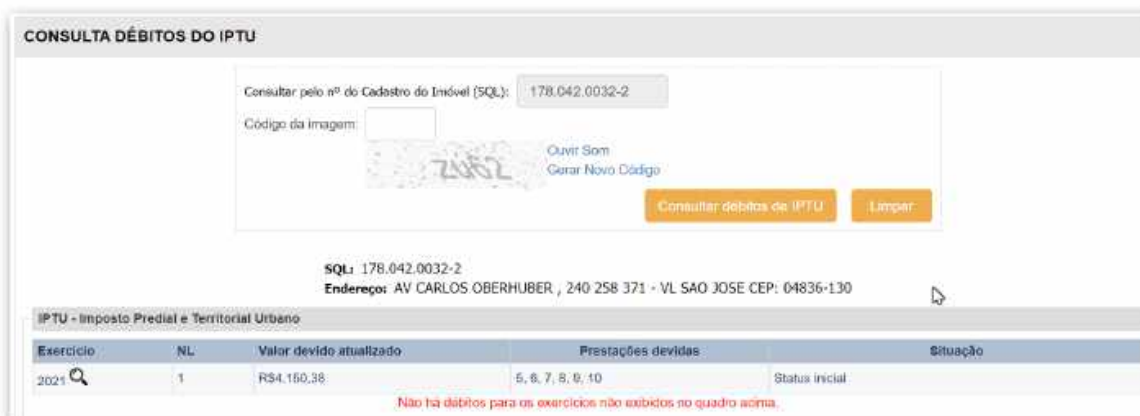 CONSULTA DÉBITOS DO IPTU
Consultar pelo nº do Cadastro do Imóvel (SQL): 178.042.0032-2
Código da imagem:
Ouvir Som
Gerar Novo Código
Consultar débitos de IPTU Limpar
SQL: 178.042.0032-2
Endereço: AV CARLOS OBERHUBER , 240 258 371 - VL SAO JOSE CEP: 04836-130
IPTU - Imposto Predial e Territorial Urbano
Exercício NL Valor devido atualizado Prestações devidas Situação
2021 1 R$4.150,38 5, 6, 7, 8, 9, 10 Status inicial
Não há débitos para os exercícios não exibidos no quadro acima.